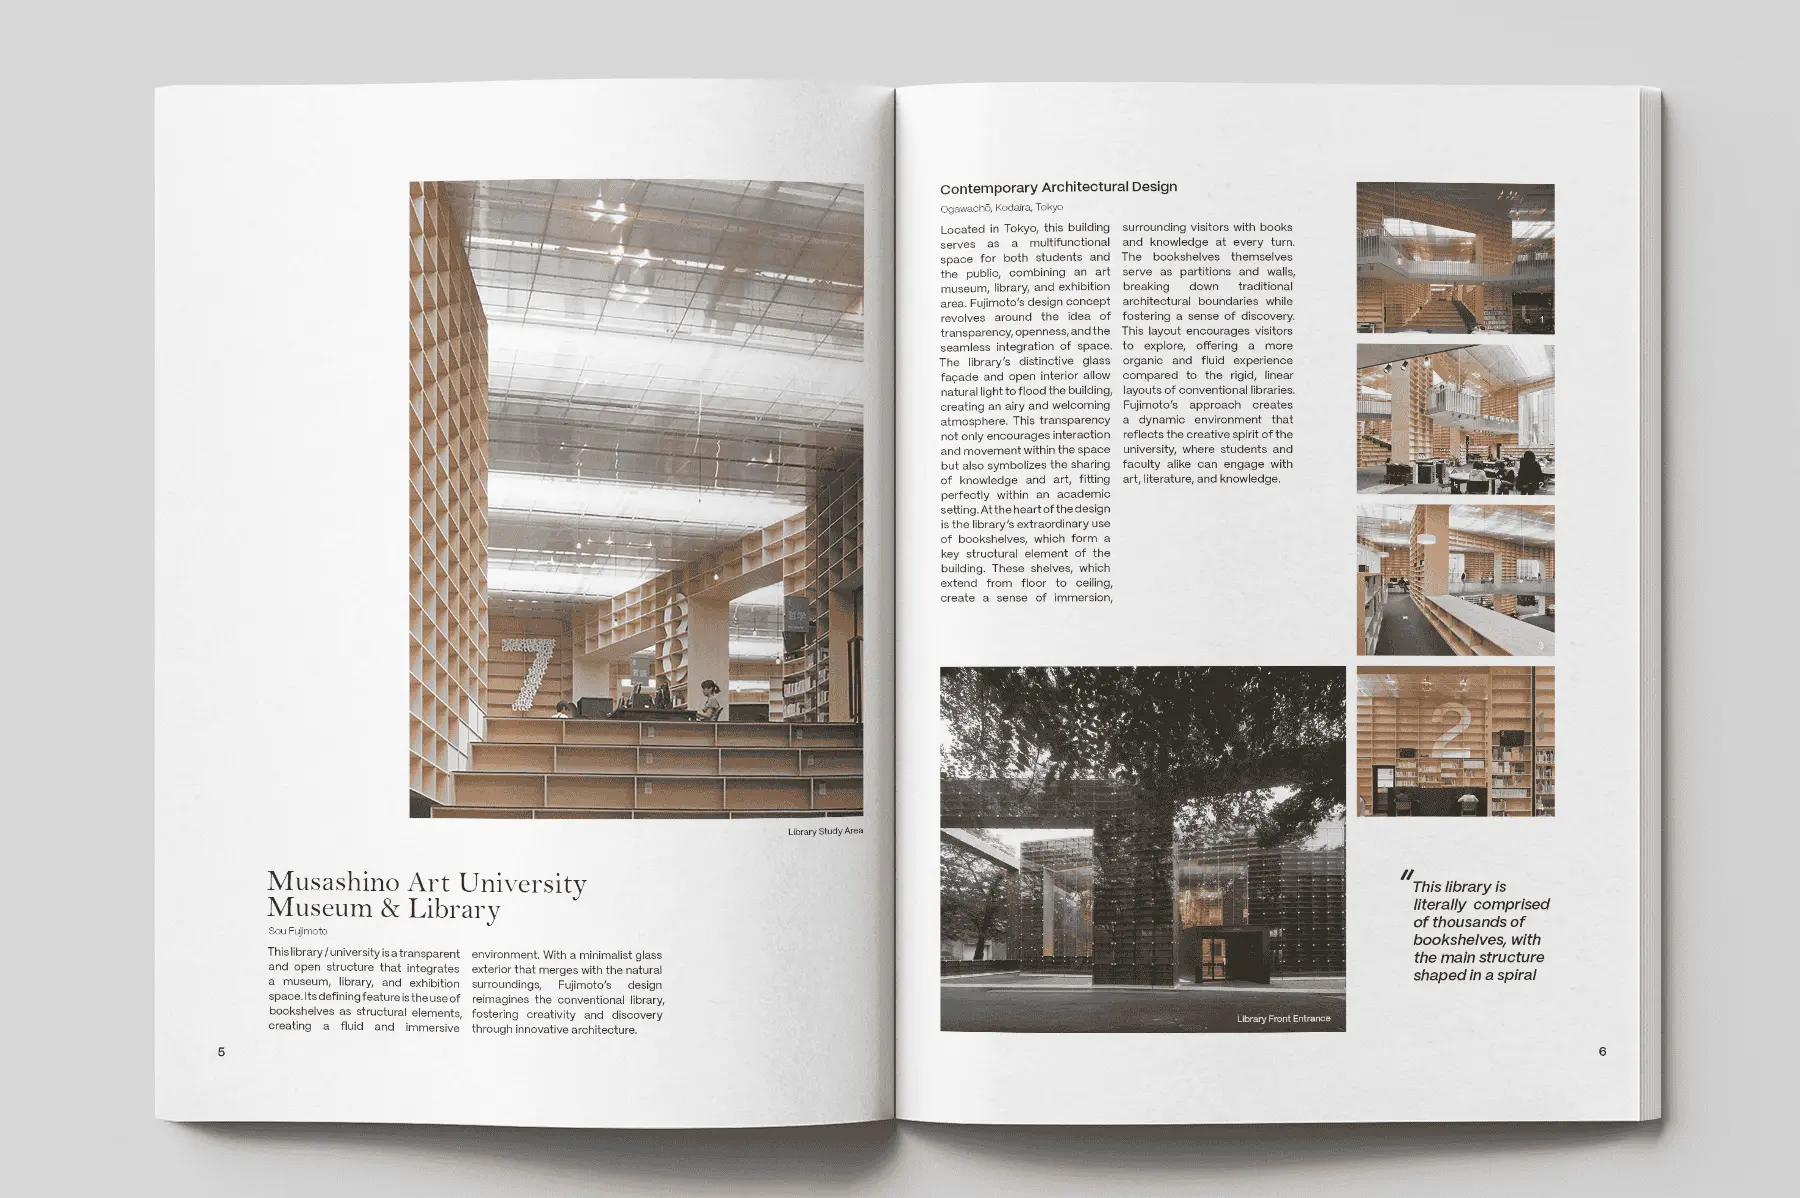 7
Library Study Area
Musashino Art University
Museum & Library
Sou Fujimoto
This library / university is a transparent
and open structure that integrates
a museum, library, and exhibition
space. Its defining feature is the use of
bookshelves as structural elements,
creating a fluid and immersive
environment. With a minimalist glass
exterior that merges with the natural
surroundings, Fujimoto's design
reimagines the conventional library,
fostering creativity and discovery
through innovative architecture.
5
Contemporary Architectural Design
Ogawachō, Kodaira, Tokyo
Located in Tokyo, this building
serves as a multifunctional
space for both students and
the public, combining an art
museum, library, and exhibition
area. Fujimoto's design concept
revolves around the idea of
transparency, openness, and the
seamless integration of space.
The library's distinctive glass
façade and open interior allow
natural light to flood the building,
creating an airy and welcoming
atmosphere. This transparency
not only encourages interaction
and movement within the space
but also symbolizes the sharing
of knowledge and art, fitting
perfectly within an academic
setting. At the heart of the design
is the library's extraordinary use
of bookshelves, which form a
key structural element of the
building. These shelves, which
extend from floor to ceiling,
create a sense of immersion,
surrounding visitors with books
and knowledge at every turn.
The bookshelves themselves
serve as partitions and walls,
breaking down traditional
architectural boundaries while
fostering a sense of discovery.
This layout encourages visitors
to explore, offering a more
organic and fluid experience
compared to the rigid, linear
layouts of conventional libraries.
Fujimoto's approach creates
a dynamic environment that
reflects the creative spirit of the
university, where students and
faculty alike can engage with
art, literature, and knowledge.
1
2
3
2
Library Front Entrance
"This library is
literally comprised
of thousands of
bookshelves, with
the main structure
shaped in a spiral
6